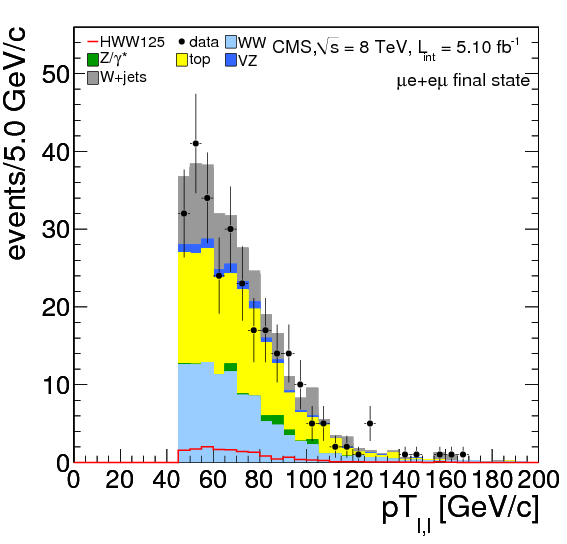 HWW125 data WW CMS,√s = 8 TeV, L_int = 5.10 fb⁻¹
Z/γ* top VZ
W+jets μe+eμ final state
events/5.0 GeV/c
50
40
30
20
10
0
0 20 40 60 80 100 120 140 160 180 200
pT_l,l [GeV/c]